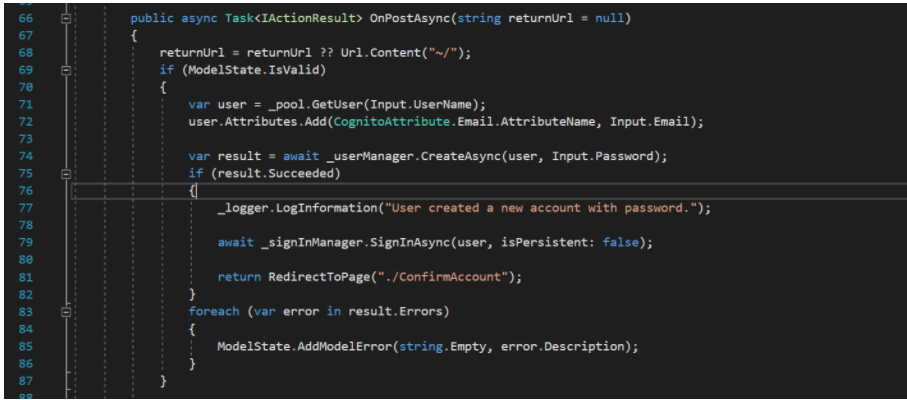 66 public async Task<IActionResult> OnPostAsync(string returnUrl = null)
67 {
68 returnUrl = returnUrl ?? Url.Content("~/");
69 if (ModelState.IsValid)
70 {
71 var user = _pool.GetUser(Input.UserName);
72 user.Attributes.Add(CognitoAttribute.Email.AttributeName, Input.Email);
73
74 var result = await _userManager.CreateAsync(user, Input.Password);
75 if (result.Succeeded)
76 {
77 _logger.LogInformation("User created a new account with password.");
78
79 await _signInManager.SignInAsync(user, isPersistent: false);
80
81 return RedirectToPage("./ConfirmAccount");
82 }
83 foreach (var error in result.Errors)
84 {
85 ModelState.AddModelError(string.Empty, error.Description);
86 }
87 }